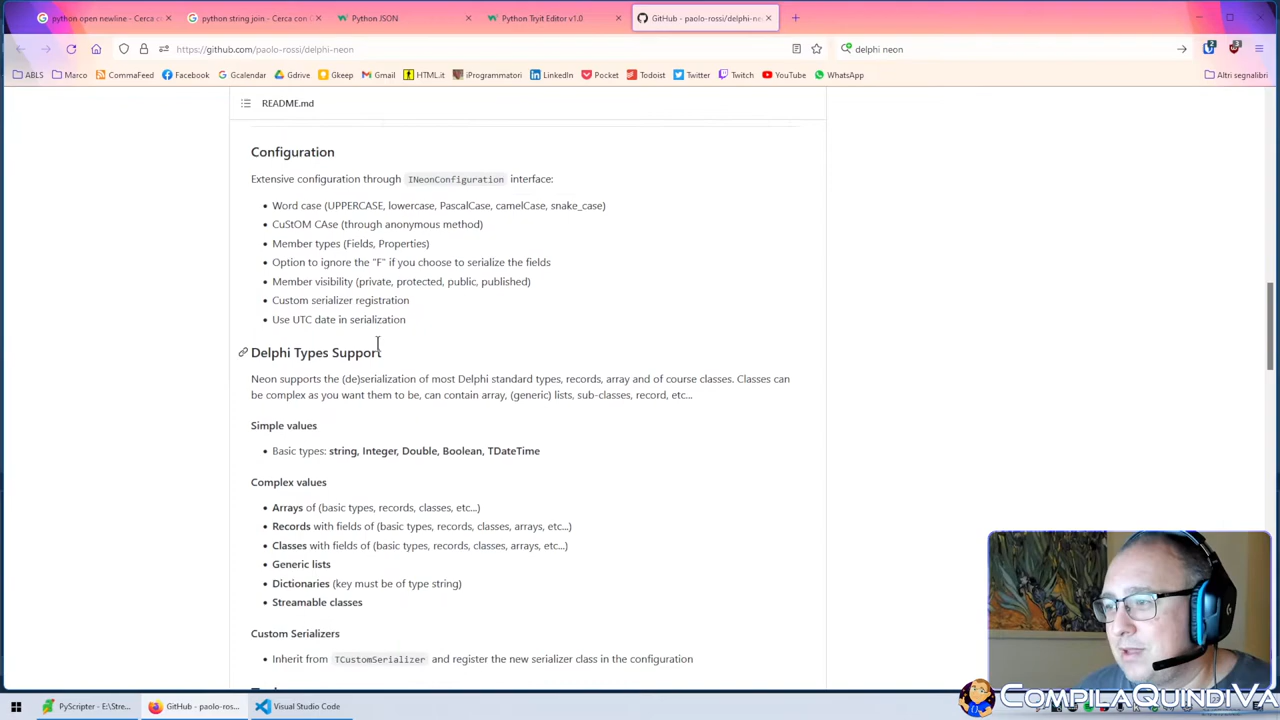 python open newline - Cerca c
python string join - Cerca con
Python JSON
Python Tryit Editor v1.0
GitHub - paolo-rossi/delphi-ne
https://github.com/paolo-rossi/delphi-neon
delphi neon
ABLS
Marco
CommaFeed
Facebook
Gcalendar
Gdrive
Gkeep
Gmail
HTML.it
iProgrammatori
LinkedIn
Pocket
Todoist
Twitter
Twitch
YouTube
WhatsApp
Altri segnalibri
README.md
Configuration
Extensive configuration through INeonConfiguration interface:
• Word case (UPPERCASE, lowercase, PascalCase, camelCase, snake_case)
• CuStOM CAse (through anonymous method)
• Member types (Fields, Properties)
• Option to ignore the "F" if you choose to serialize the fields
• Member visibility (private, protected, public, published)
• Custom serializer registration
• Use UTC date in serialization
Delphi Types Support
Neon supports the (de)serialization of most Delphi standard types, records, array and of course classes. Classes can
be complex as you want them to be, can contain array, (generic) lists, sub-classes, record, etc...
Simple values
• Basic types: string, Integer, Double, Boolean, TDateTime
Complex values
• Arrays of (basic types, records, classes, etc...)
• Records with fields of (basic types, records, classes, arrays, etc...)
• Classes with fields of (basic types, records, classes, arrays, etc...)
• Generic lists
• Dictionaries (key must be of type string)
• Streamable classes
Custom Serializers
• Inherit from TCustomSerializer and register the new serializer class in the configuration
PyScripter - E:\Stre...
GitHub - paolo-ros...
Visual Studio Code
COMPILAQUINDIVA